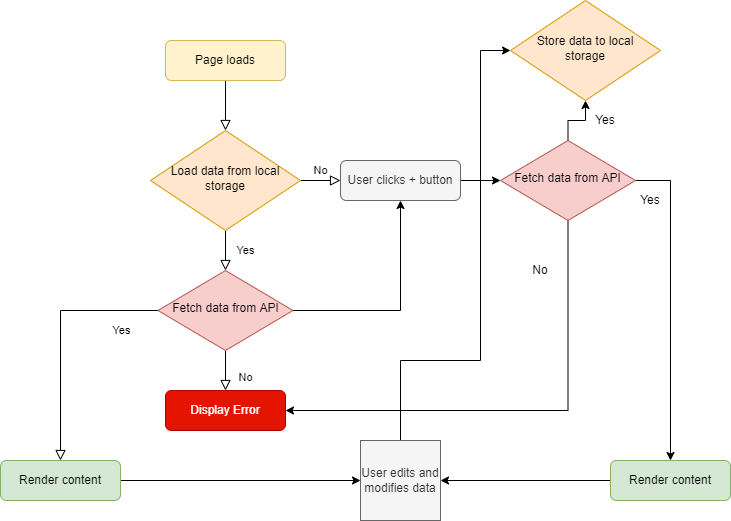 Store data to local
storage
Page loads
Yes
Load data from local
storage
No
User clicks + button
Fetch data from API
Yes
Yes
No
Fetch data from API
Yes
No
Display Error
Render content
User edits and
modifies data
Render content